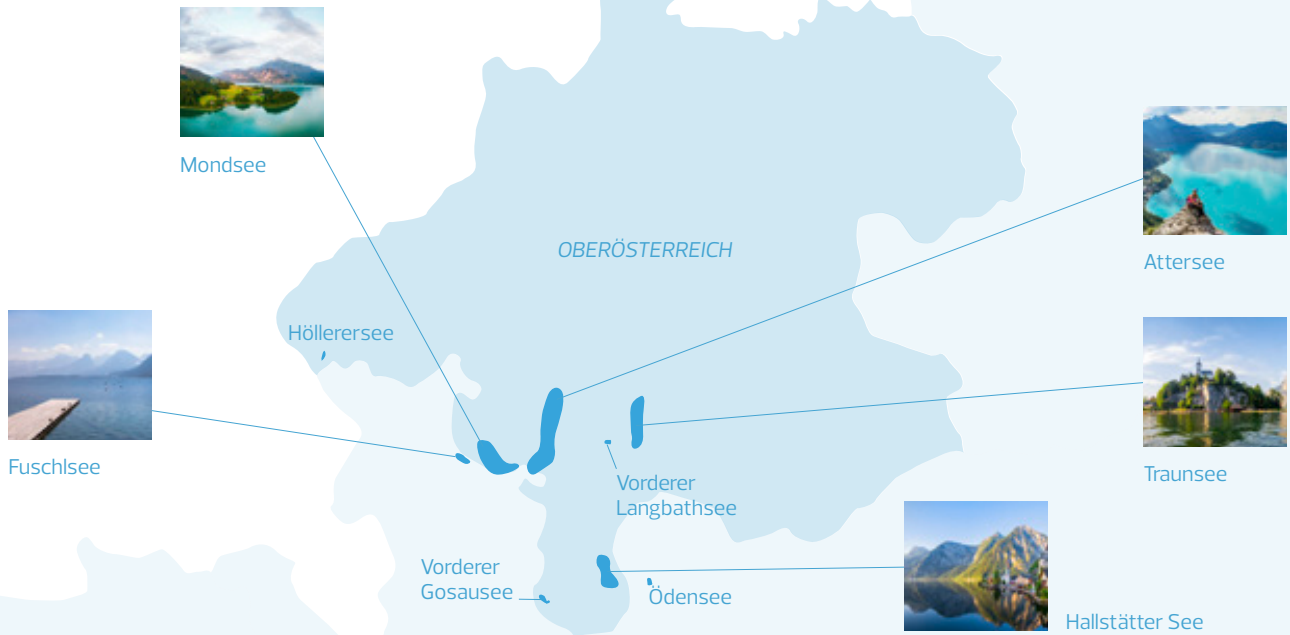 Mondsee
OBERÖSTERREICH
Attersee
Höllerersee
Fuschlsee
Traunsee
Vorderer
Langbathsee
Vorderer
Gosausee
Ödensee
Hallstätter See